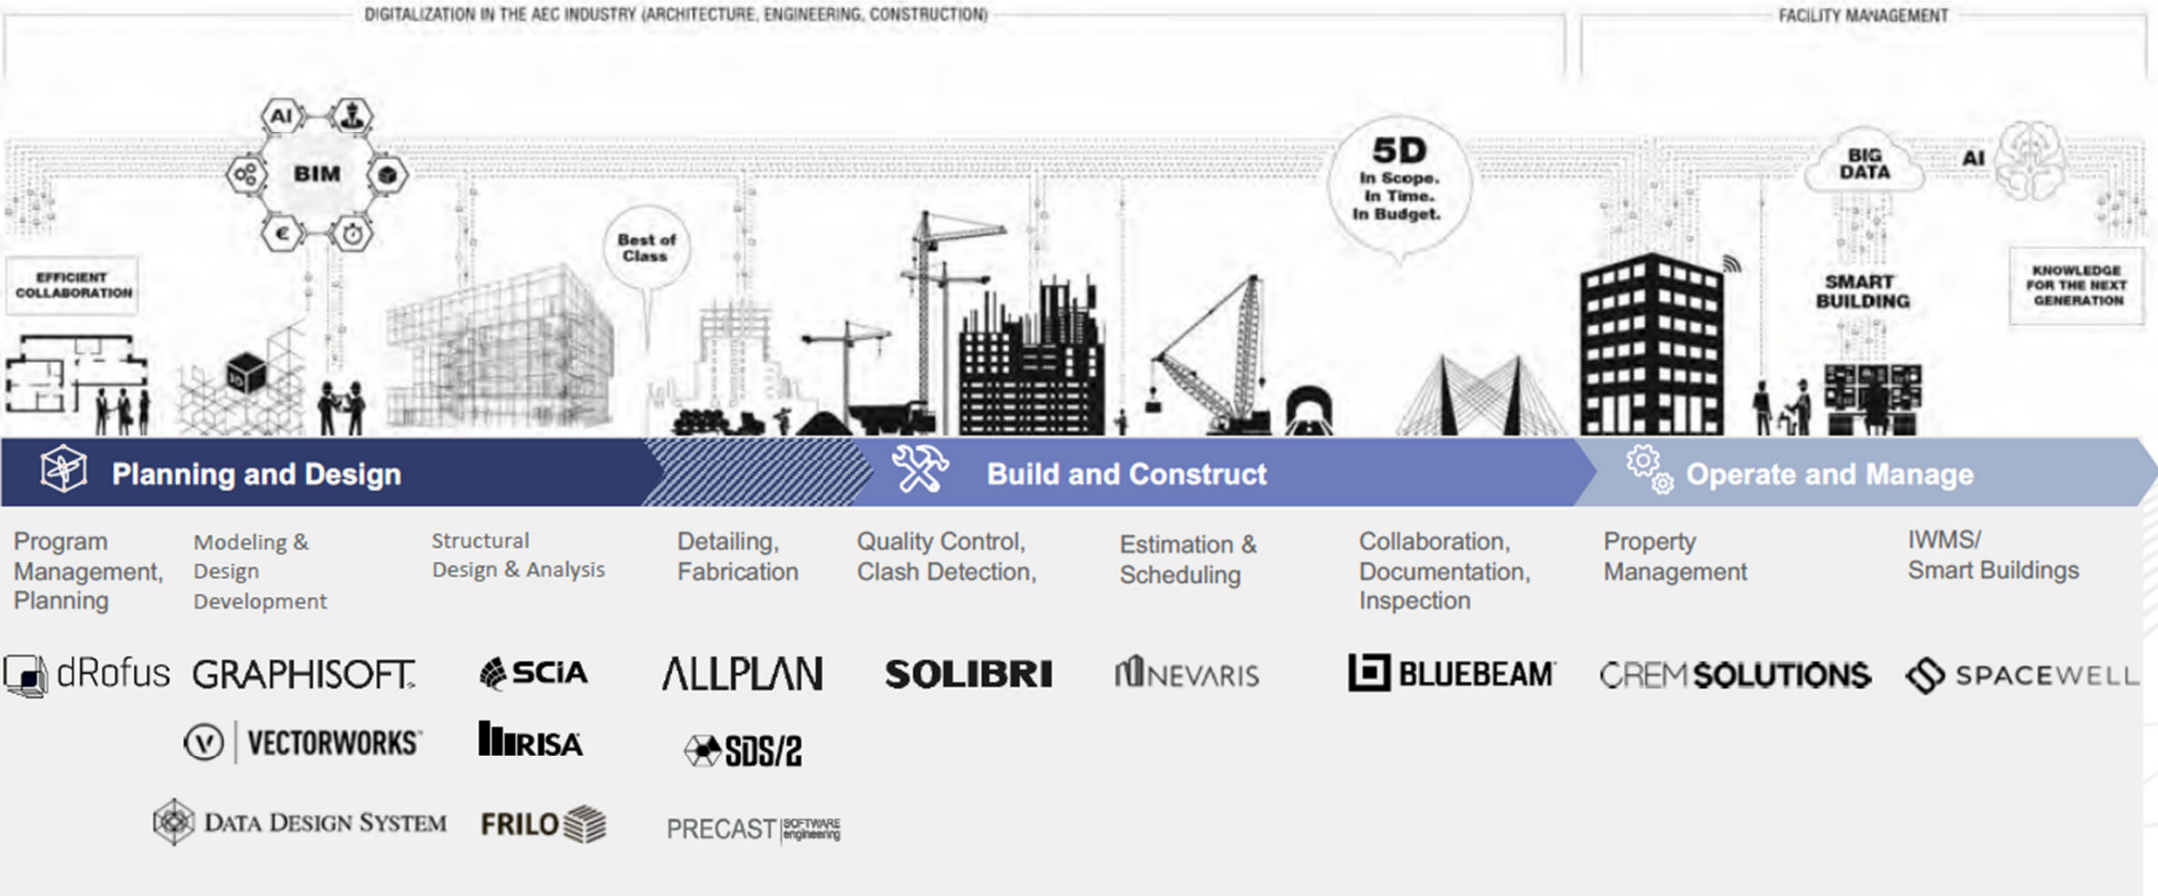 DIGITALIZATION IN THE AEC INDUSTRY (ARCHITECTURE, ENGINEERING, CONSTRUCTION)
FACILITY MANAGEMENT
AI
BIM
€
EFFICIENT
COLLABORATION
3D
Best of
Class
5D
In Scope.
In Time.
In Budget.
BIG
DATA
AI
SMART
BUILDING
KNOWLEDGE
FOR THE NEXT
GENERATION
Planning and Design
Build and Construct
Operate and Manage
Program
Management,
Planning
Modeling &
Design
Development
Structural
Design & Analysis
Detailing,
Fabrication
Quality Control,
Clash Detection,
Estimation &
Scheduling
Collaboration,
Documentation,
Inspection
Property
Management
IWMS/
Smart Buildings
dRofus
GRAPHISOFT
SCiA
ALLPLAN
SOLIBRI
NEVARIS
BLUEBEAM
CREM SOLUTIONS
SPACEWELL
V VECTORWORKS
RISA
SDS/2
DATA DESIGN SYSTEM
FRILO
PRECAST SOFTWARE
engineering